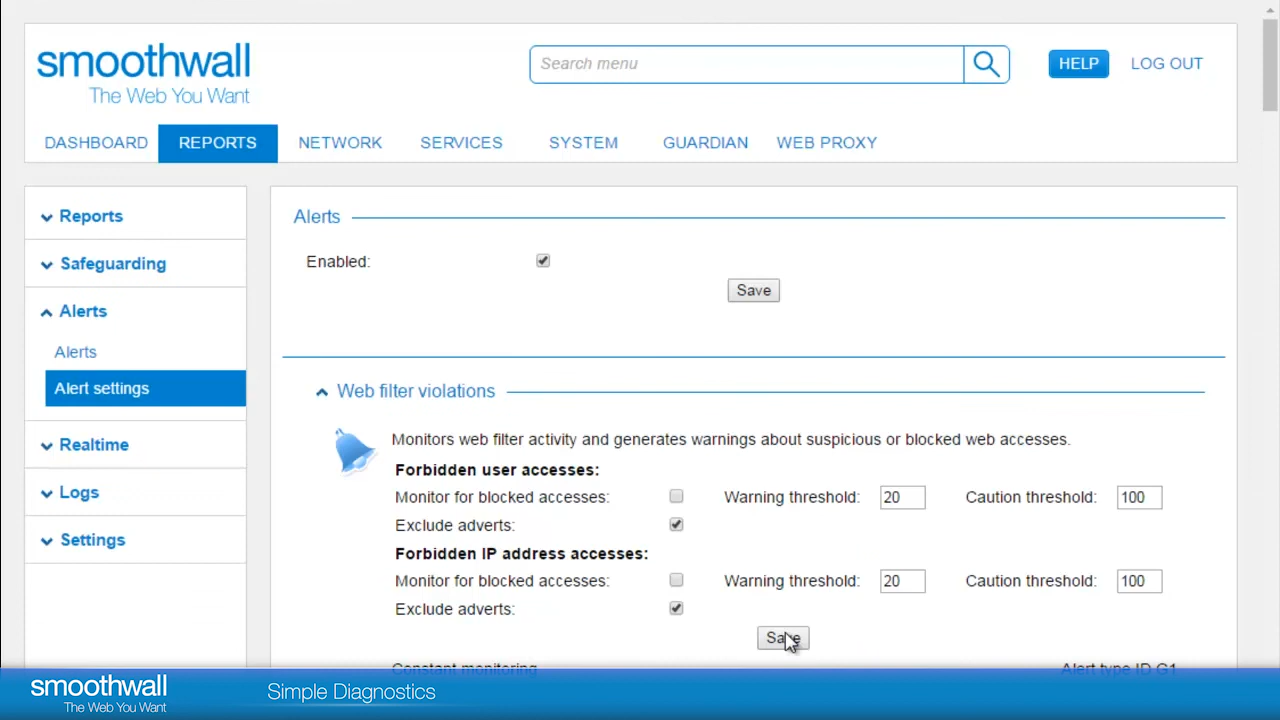 smoothwall
The Web You Want
Search menu
HELP
LOG OUT
DASHBOARD
REPORTS
NETWORK
SERVICES
SYSTEM
GUARDIAN
WEB PROXY
Reports
Safeguarding
Alerts
Alerts
Alert settings
Realtime
Logs
Settings
Alerts
Enabled:
Save
Web filter violations
Monitors web filter activity and generates warnings about suspicious or blocked web accesses.
Forbidden user accesses:
Monitor for blocked accesses: Warning threshold: 20 Caution threshold: 100
Exclude adverts:
Forbidden IP address accesses:
Monitor for blocked accesses: Warning threshold: 20 Caution threshold: 100
Exclude adverts:
Save
Constant monitoring Alert type ID G1
smoothwall
The Web You Want
Simple Diagnostics